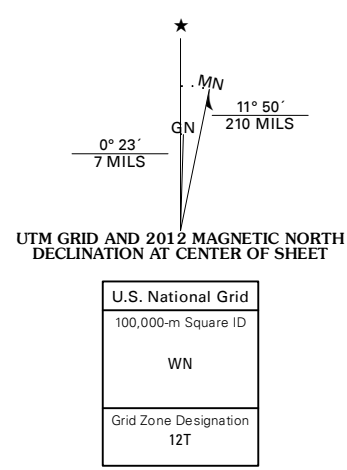 MN
GN
11° 50´
210 MILS
0° 23´
7 MILS
UTM GRID AND 2012 MAGNETIC NORTH
DECLINATION AT CENTER OF SHEET
U.S. National Grid
100,000-m Square ID
WN
Grid Zone Designation
12T